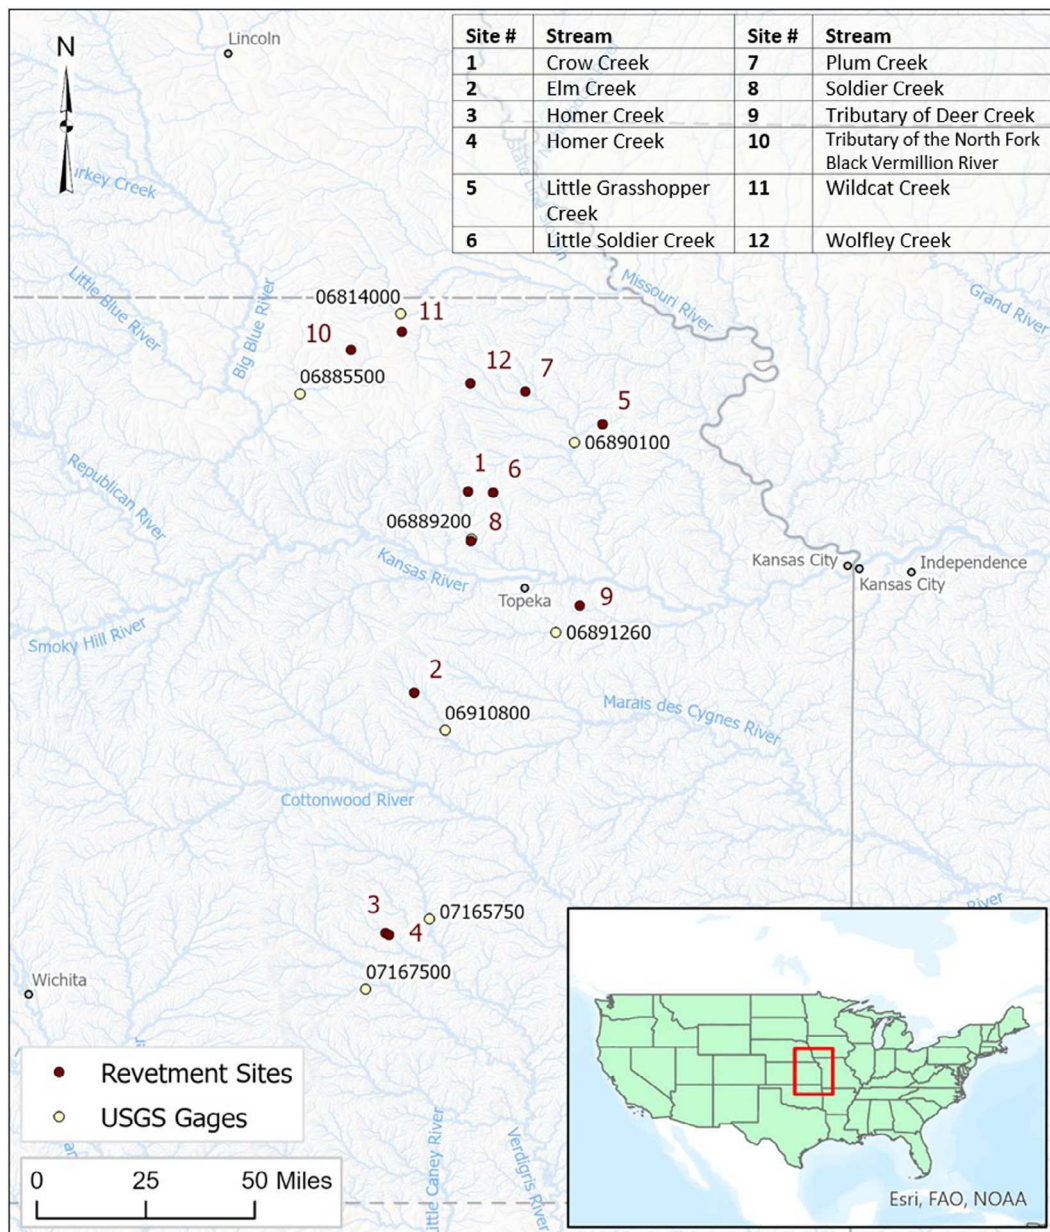 Lincoln
N
Site # Stream Site # Stream
1 Crow Creek 7 Plum Creek
2 Elm Creek 8 Soldier Creek
3 Homer Creek 9 Tributary of Deer Creek
4 Homer Creek 10 Tributary of the North Fork
Black Vermillion River
5 Little Grasshopper
Creek
11 Wildcat Creek
6 Little Soldier Creek 12 Wolfley Creek
urkey Creek
Little Blue River
Big Blue River
Missouri River
Grand River
06814000
11
10
06885500
12
7
5
06890100
Republican River
1
6
06889200
8
Kansas River
Kansas City
Kansas City
Independence
Topeka
9
06891260
Smoky Hill River
2
06910800
Marais des Cygnes River
Cottonwood River
3
4
07165750
07167500
Wichita
River
Revetment Sites
USGS Gages
Little Caney River
Verdigris River
0 25 50 Miles
Esri, FAO, NOAA